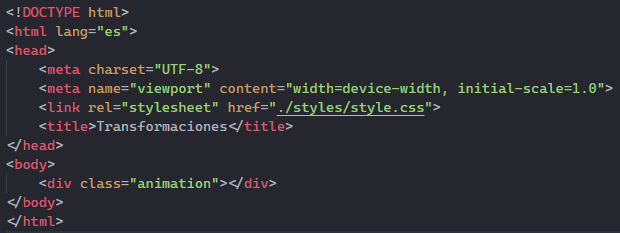 <!DOCTYPE html>
<html lang="es">
<head>
    <meta charset="UTF-8">
    <meta name="viewport" content="width=device-width, initial-scale=1.0">
    <link rel="stylesheet" href="./styles/style.css">
    <title>Transformaciones</title>
</head>
<body>
    <div class="animation"></div>
</body>
</html>